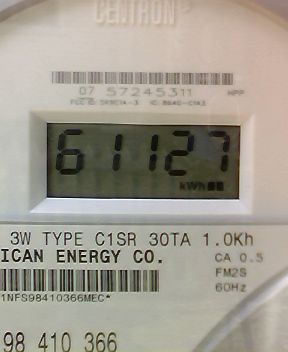 CENTRON®
07 57245311
HPP
61127
kWh
3W TYPE C1SR 30TA 1.0Kh
ICAN ENERGY CO.
CA 0.5
FM2S
60Hz
1NFS98410366MEC*
98 410 366